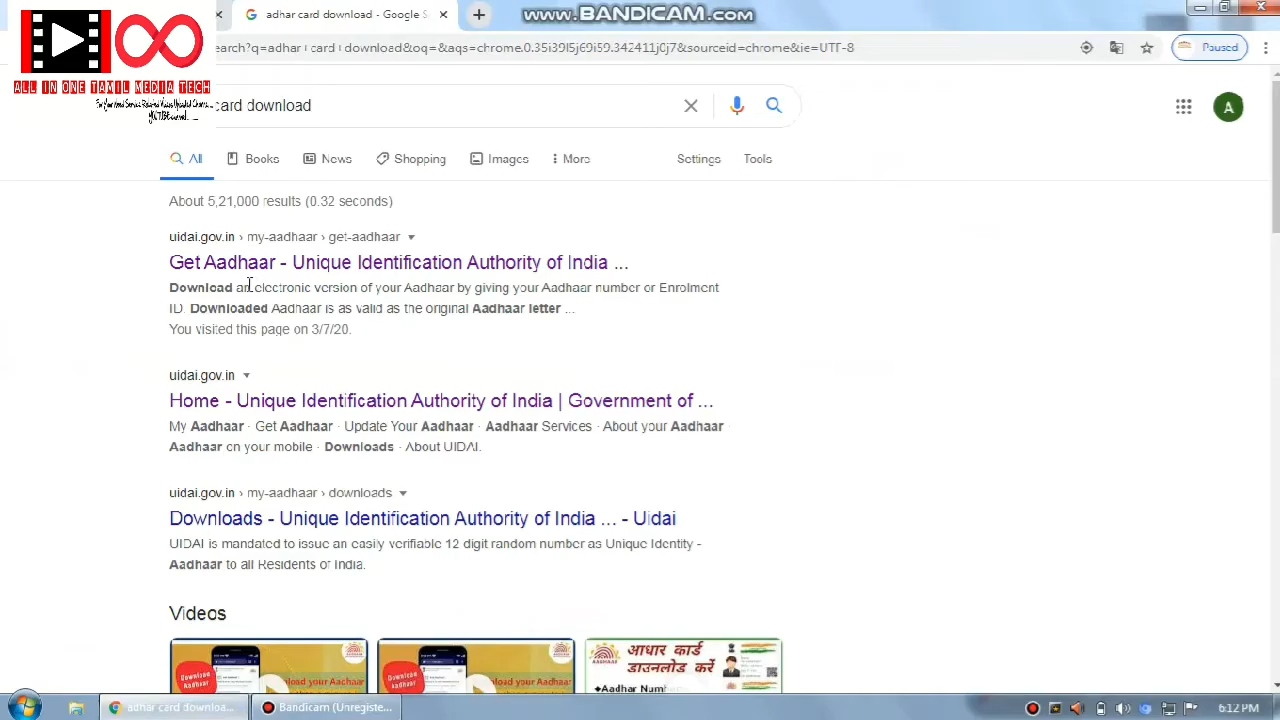 adhar card download - Google S
www.BANDICAM.com
earch?q=adhar+card+download&oq=&aqs=chrome.0.35i39l5j69i59.342411j0j7&sourceid=chrome&ie=UTF-8
Paused
ALL IN ONE TAMIL MEDIA TECH
card download
A
All
Books
News
Shopping
Images
More
Settings
Tools
About 5,21,000 results (0.32 seconds)
uidai.gov.in › my-aadhaar › get-aadhaar
Get Aadhaar - Unique Identification Authority of India ...
Download an electronic version of your Aadhaar by giving your Aadhaar number or Enrolment
ID. Downloaded Aadhaar is as valid as the original Aadhaar letter ...
You visited this page on 3/7/20.
uidai.gov.in
Home - Unique Identification Authority of India | Government of ...
My Aadhaar · Get Aadhaar · Update Your Aadhaar · Aadhaar Services · About your Aadhaar ·
Aadhaar on your mobile · Downloads · About UIDAI.
uidai.gov.in › my-aadhaar › downloads
Downloads - Unique Identification Authority of India ... - Uidai
UIDAI is mandated to issue an easily verifiable 12 digit random number as Unique Identity -
Aadhaar to all Residents of India.
Videos
Download Aadhaar
Download your Aadhaar
AADHAAR
आधार कार्ड
डाउनलोड करें
Aadhar Number
adhar card downloa...
Bandicam (Unregiste...
6:12 PM